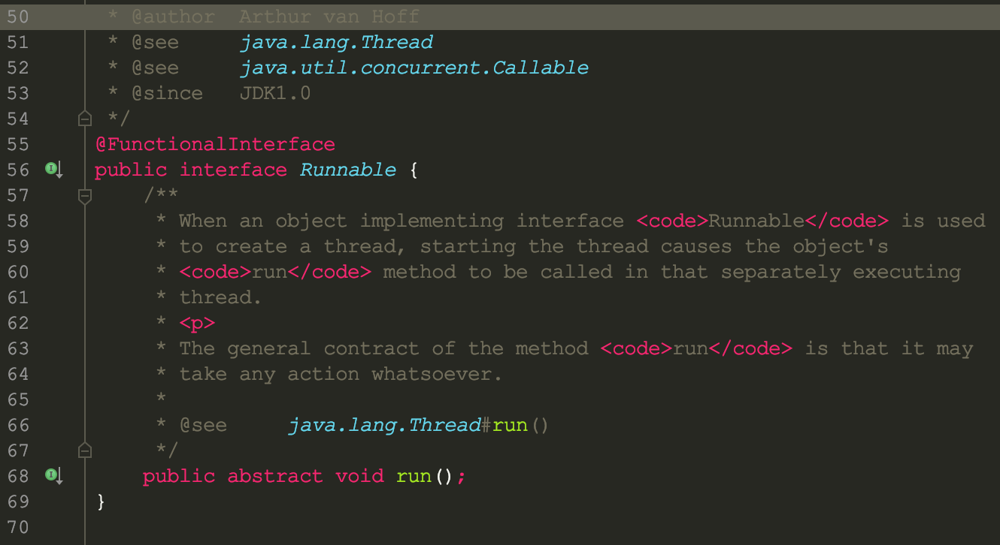 50 * @author Arthur van Hoff
51 * @see java.lang.Thread
52 * @see java.util.concurrent.Callable
53 * @since JDK1.0
54 */
55 @FunctionalInterface
56 public interface Runnable {
57 /**
58 * When an object implementing interface <code>Runnable</code> is used
59 * to create a thread, starting the thread causes the object's
60 * <code>run</code> method to be called in that separately executing
61 * thread.
62 * <p>
63 * The general contract of the method <code>run</code> is that it may
64 * take any action whatsoever.
65 *
66 * @see java.lang.Thread#run()
67 */
68 public abstract void run();
69 }
70